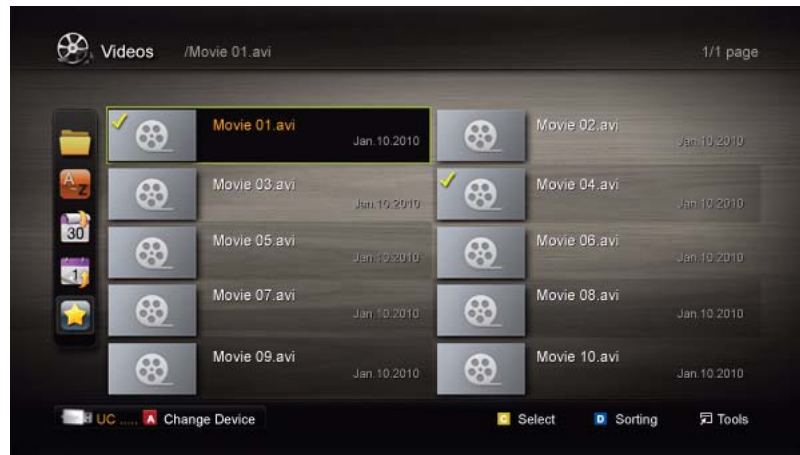 Videos /Movie 01.avi 1/1 page
Movie 01.avi
Jan.10.2010
Movie 02.avi
Jan.10.2010
A-Z
Movie 03.avi
Jan.10.2010
Movie 04.avi
Jan.10.2010
30
Movie 05.avi
Jan.10.2010
Movie 06.avi
Jan.10.2010
1
Movie 07.avi
Jan.10.2010
Movie 08.avi
Jan.10.2010
Movie 09.avi
Jan.10.2010
Movie 10.avi
Jan.10.2010
UC ..... A Change Device C Select D Sorting Tools